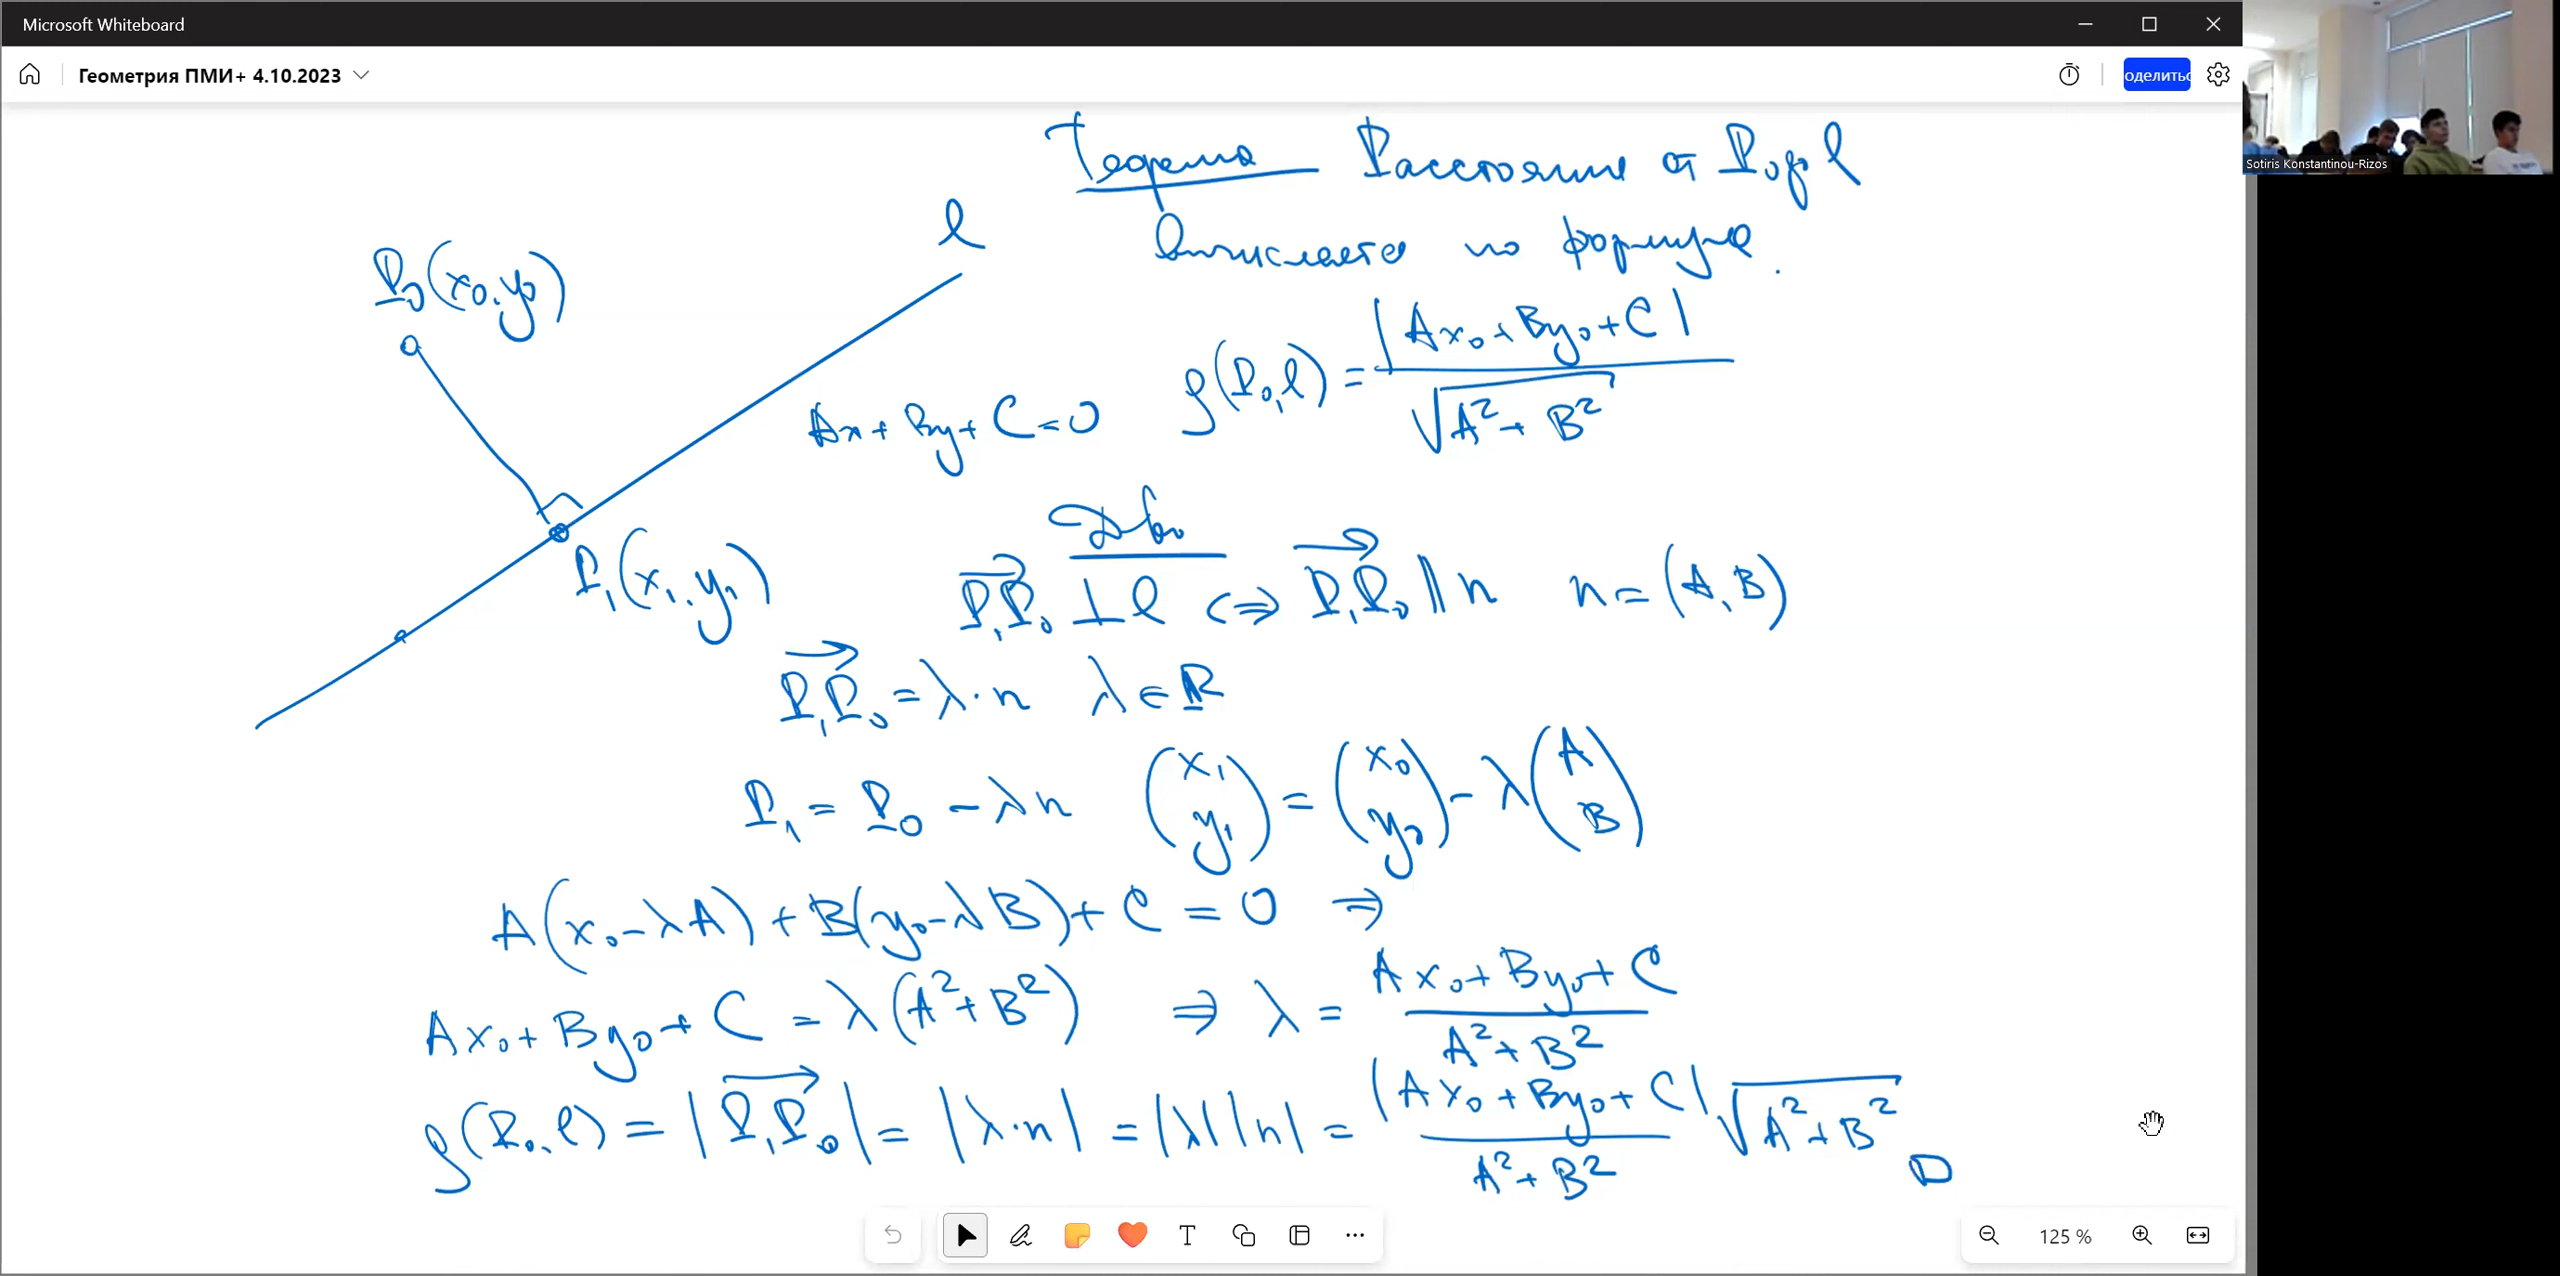 Microsoft Whiteboard
Геометрия ПМИ+ 4.10.2023
оделитьс
Sotiris Konstantinou-Rizos
Теорема Расстояние от P₀ до l
вычисляется по формуле.
l
P₀(x₀, y₀)
Ax + By + C = 0
ρ(P₀, l) = |Ax₀ + By₀ + C| / √(A² + B²)
P₁(x₁, y₁)
Д-во
P₁P₀ ⊥ l ⇔ P₁P₀ ∥ n n = (A, B)
P₁P₀ = λ · n λ ∈ ℝ
P₁ = P₀ − λn (x₁ y₁) = (x₀ y₀) − λ(A B)
A(x₀ − λA) + B(y₀ − λB) + C = 0 ⇒
Ax₀ + By₀ + C = λ(A² + B²) ⇒ λ = (Ax₀ + By₀ + C) / (A² + B²)
ρ(P₀, l) = |P₁P₀| = |λ · n| = |λ||n| = |Ax₀ + By₀ + C| / (A² + B²) √(A² + B²) □
125 %